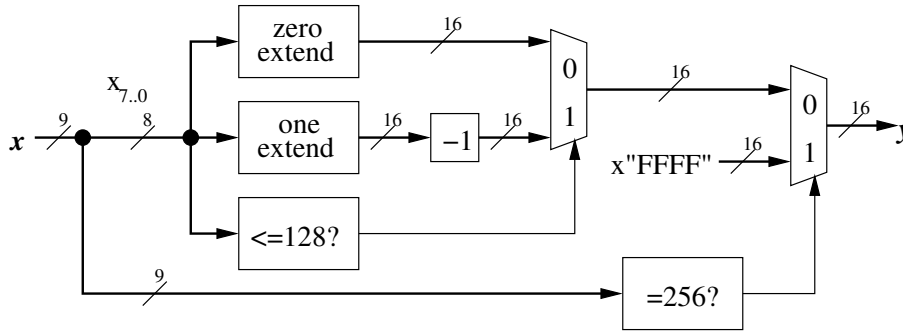 zero
extend
16
0
1
16
0
1
16
y
x
7..0
x
9
8
one
extend
16
−1
16
x"FFFF"
16
<=128?
9
=256?